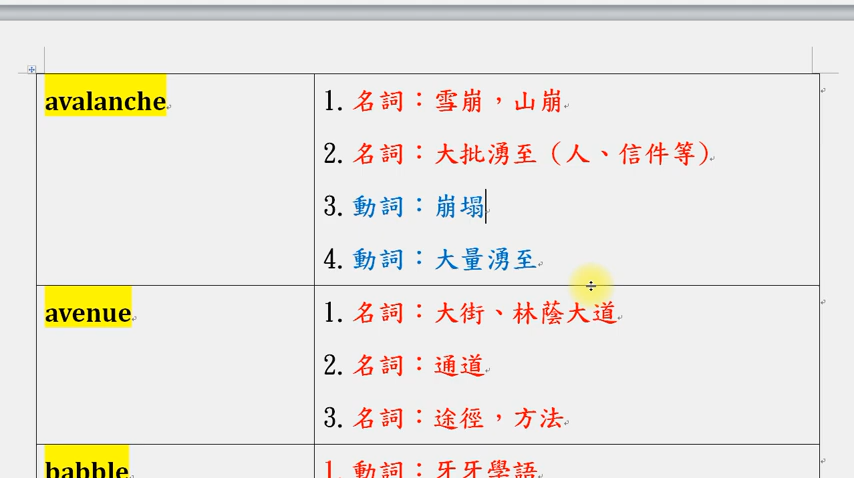 avalanche
1. 名詞：雪崩，山崩
2. 名詞：大批湧至（人、信件等）
3. 動詞：崩塌
4. 動詞：大量湧至
avenue
1. 名詞：大街、林蔭大道
2. 名詞：通道
3. 名詞：途徑，方法
babble
1. 動詞：牙牙學語